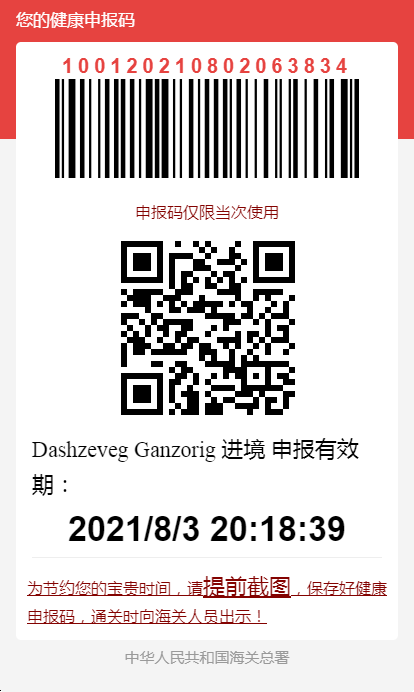 您的健康申报码
100120210802063834
申报码仅限当次使用
Dashzeveg Ganzorig 进境 申报有效
期：
2021/8/3 20:18:39
为节约您的宝贵时间，请提前截图，保存好健康
申报码，通关时向海关人员出示！
中华人民共和国海关总署